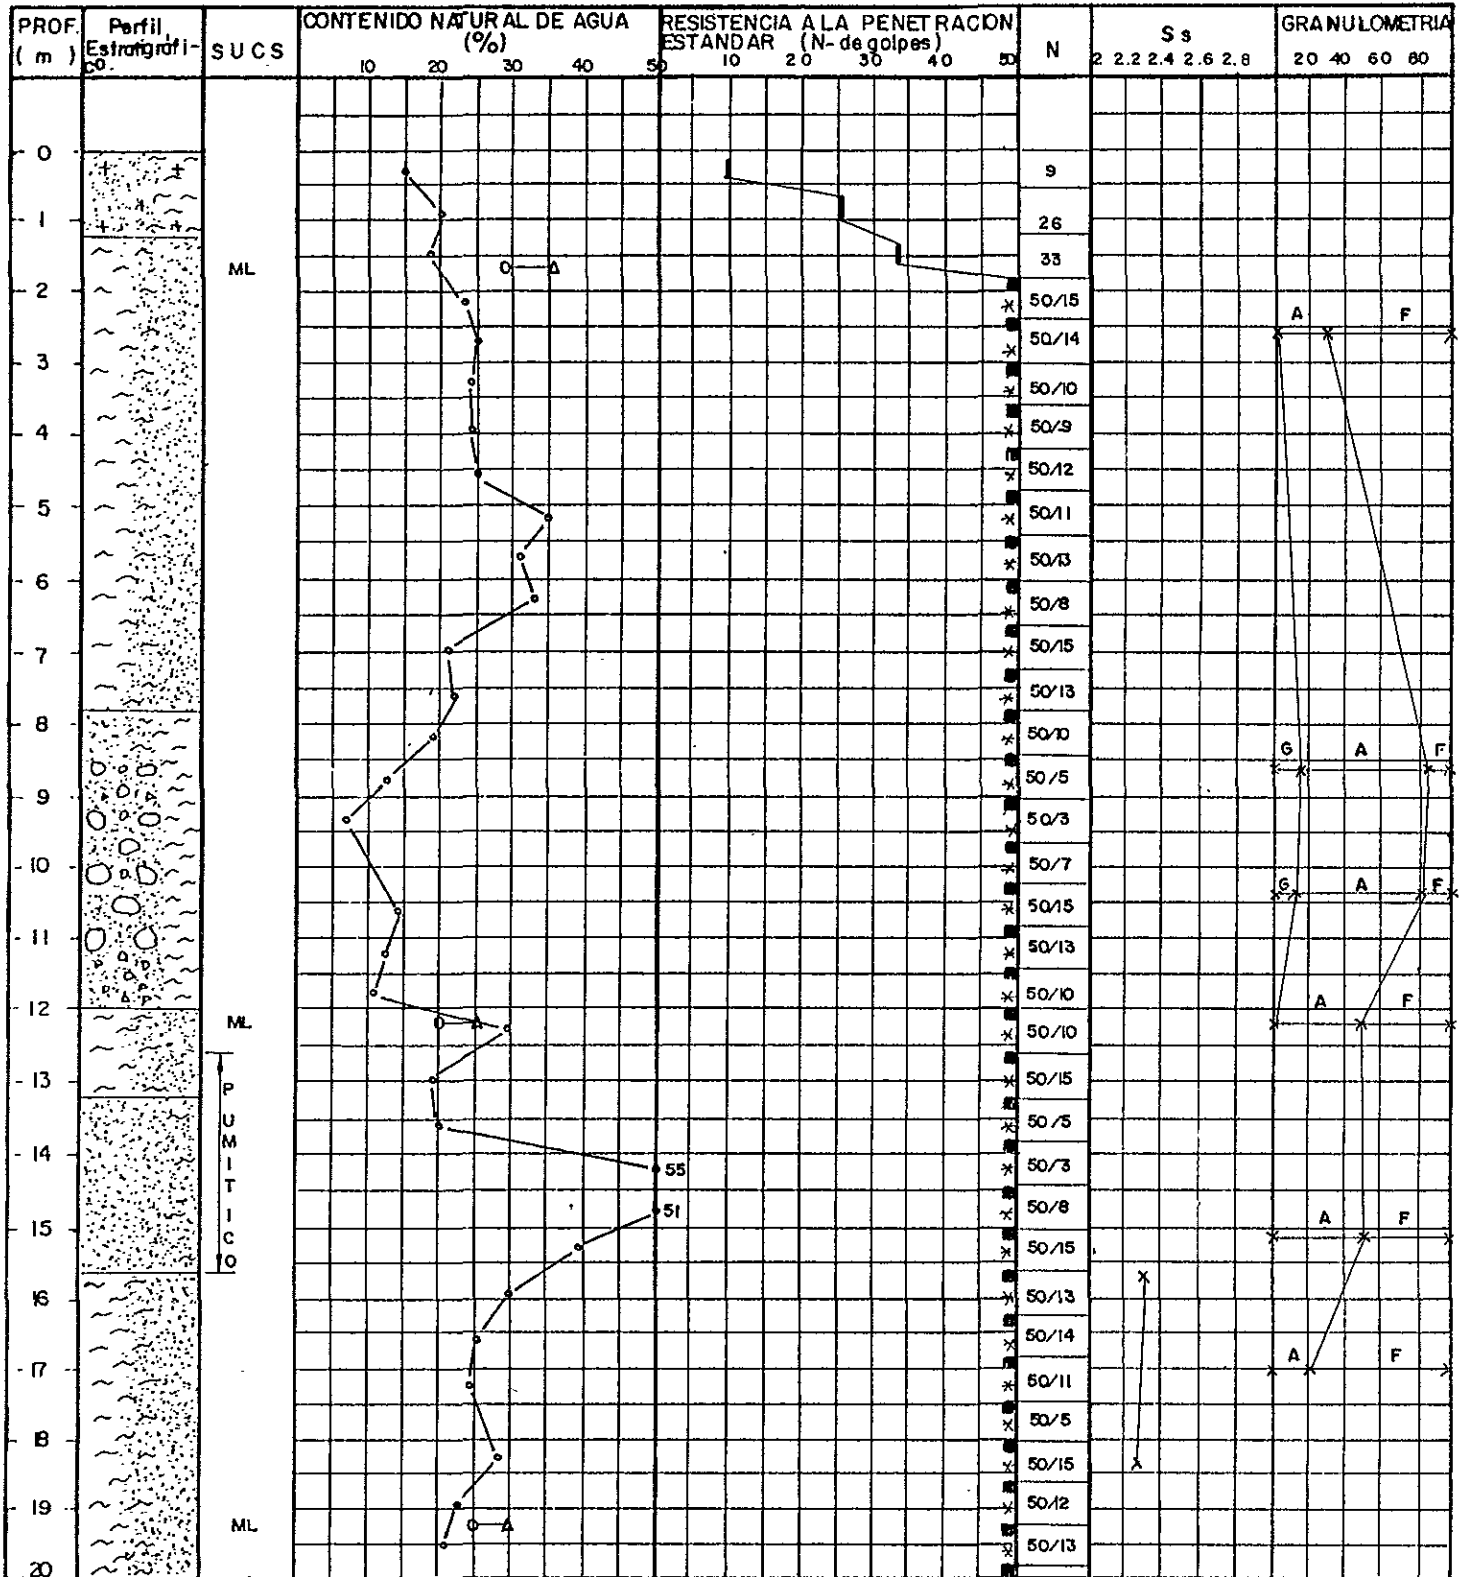 PROF. (m)
Perfil Estratigráfi-co.
SUCS
CONTENIDO NATURAL DE AGUA (%)
10 20 30 50
RESISTENCIA A LA PENETRACION ESTANDAR (N- de golpes)
10 20 30 40 50
N
Ss
2 2.2 2.4 2.6 2.8
GRANULOMETRIA
20 40 60 80
- 0
9
- 1
26
ML
33
- 2
50/15
A F
50/14
- 3
50/10
- 4
50/9
50/12
- 5
50/11
50/13
- 6
50/8
50/15
- 7
50/13
- 8
50/10
G A F
50/5
- 9
50/3
- 10
50/7
G A F
50/15
- 11
50/13
50/10
- 12
ML
A F
50/10
- 13
50/15
PUMITICO
50/5
- 14
55
50/3
51
50/8
- 15
A F
50/15
- 16
50/13
50/14
- 17
A F
50/11
50/5
- 18
50/15
- 19
50/12
ML
50/13
20